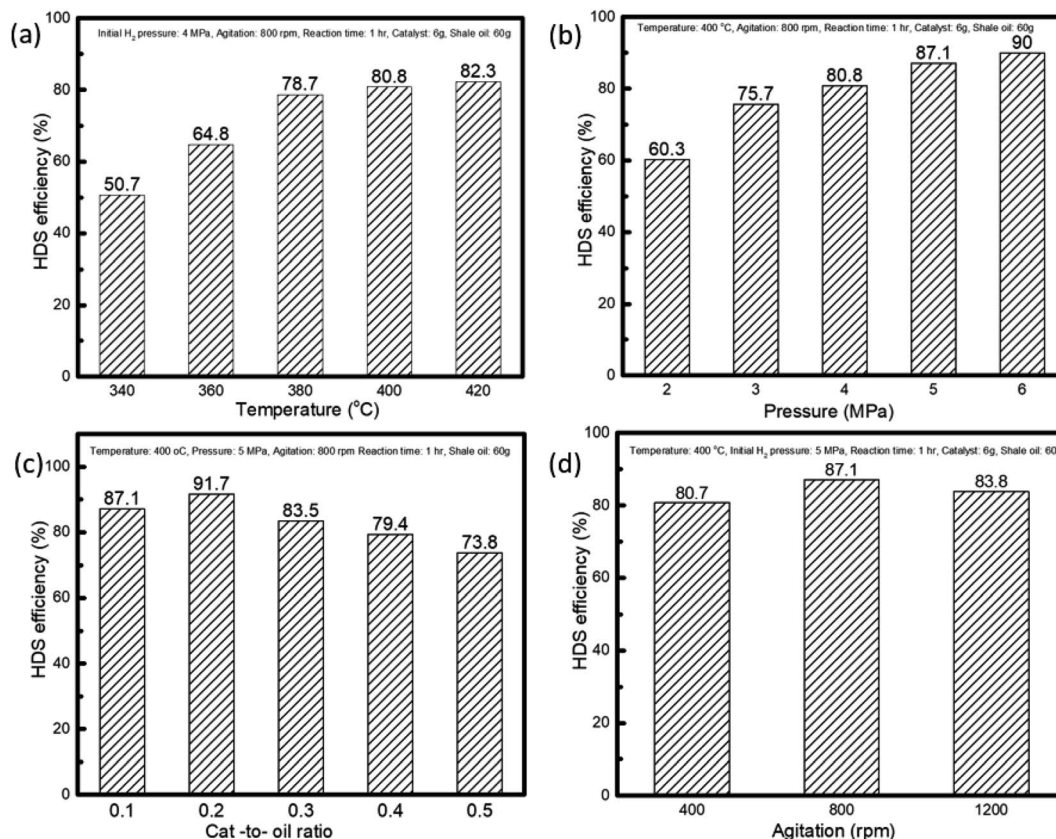 (a)
Initial H2 pressure: 4 MPa, Agitation: 800 rpm, Reaction time: 1 hr, Catalyst: 6g, Shale oil: 60g
100
80
60
40
20
0
HDS efficiency (%)
50.7
64.8
78.7
80.8
82.3
340 360 380 400 420
Temperature (°C)
(b)
Temperature: 400 °C, Agitation: 800 rpm, Reaction time: 1 hr, Catalyst: 6g, Shale oil: 60g
100
80
60
40
20
0
HDS efficiency (%)
60.3
75.7
80.8
87.1
90
2 3 4 5 6
Pressure (MPa)
(c)
Temperature: 400 oC, Pressure: 5 MPa, Agitation: 800 rpm Reaction time: 1 hr, Shale oil: 60g
100
80
60
40
20
0
HDS efficiency (%)
87.1
91.7
83.5
79.4
73.8
0.1 0.2 0.3 0.4 0.5
Cat -to- oil ratio
(d)
Temperature: 400 °C, Initial H2 pressure: 5 MPa, Reaction time: 1 hr, Catalyst: 6g, Shale oil: 60
100
80
60
40
20
0
HDS efficiency (%)
80.7
87.1
83.8
400 800 1200
Agitation (rpm)